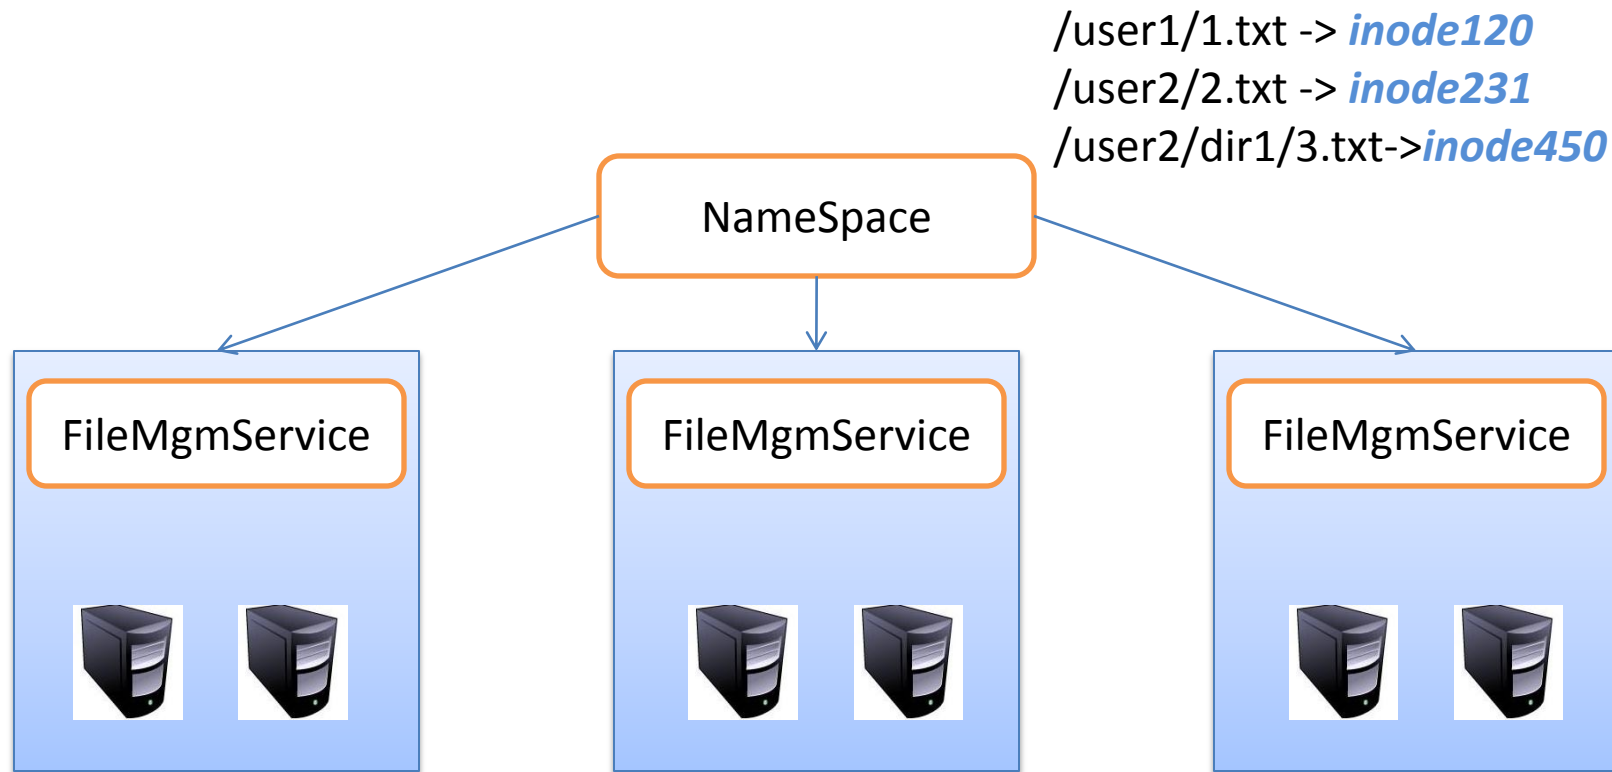 /user1/1.txt -> inode120
/user2/2.txt -> inode231
/user2/dir1/3.txt->inode450
NameSpace
FileMgmService
FileMgmService
FileMgmService